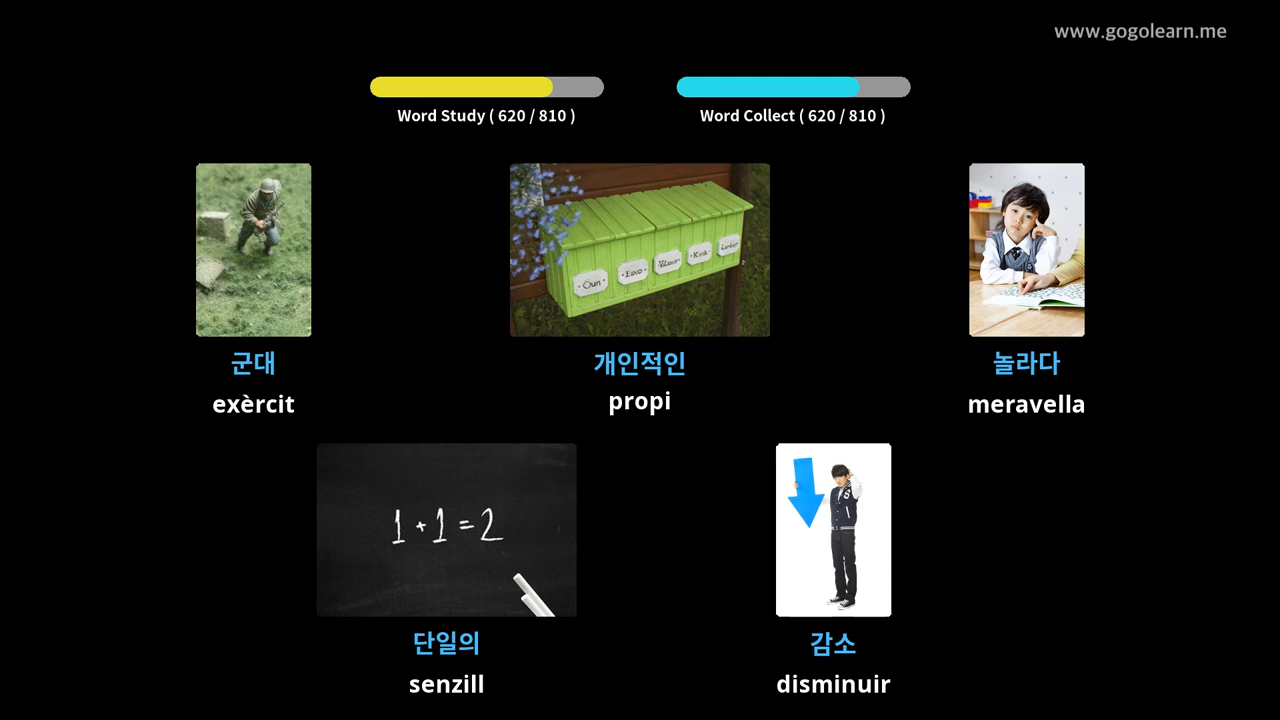 www.gogolearn.me
Word Study ( 620 / 810 )
Word Collect ( 620 / 810 )
Oun
군대
개인적인
놀라다
exèrcit
propi
meravella
1 + 1 = 2
단일의
감소
senzill
disminuir